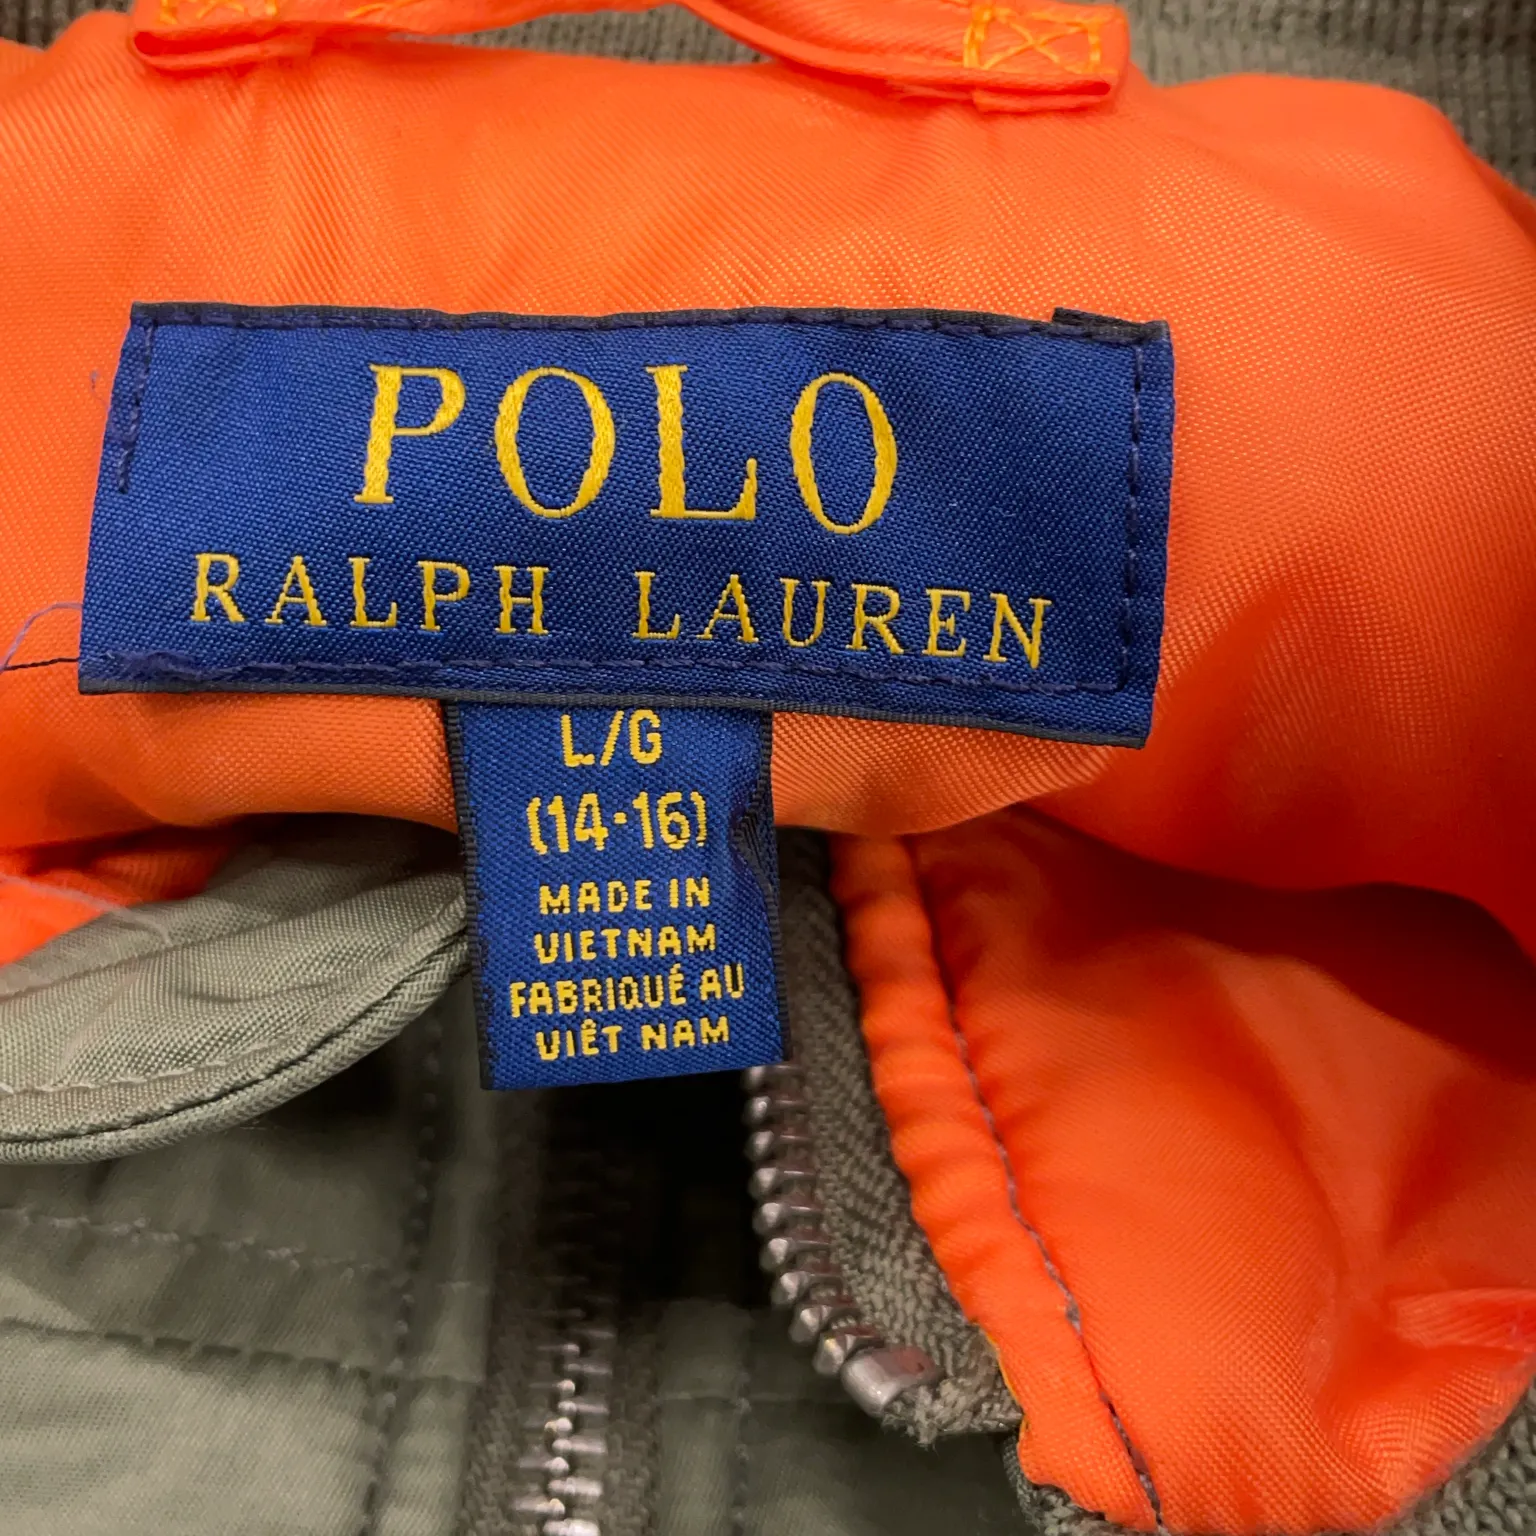 POLO
RALPH LAUREN
L/G
(14-16)
MADE IN
VIETNAM
FABRIQUÉ AU
VIÊT NAM